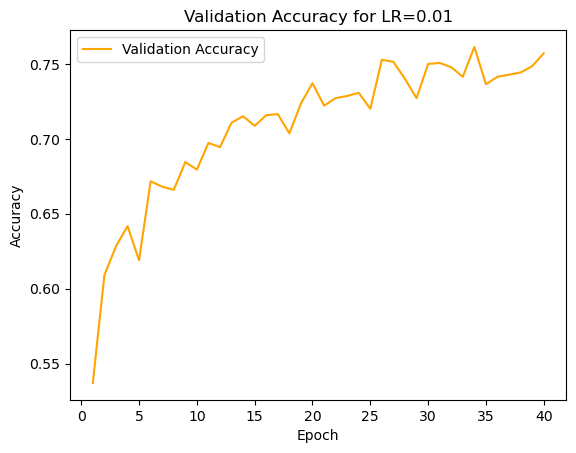 Validation Accuracy for LR=0.01
Validation Accuracy
Accuracy
0.75
0.70
0.65
0.60
0.55
0 5 10 15 20 25 30 35 40
Epoch